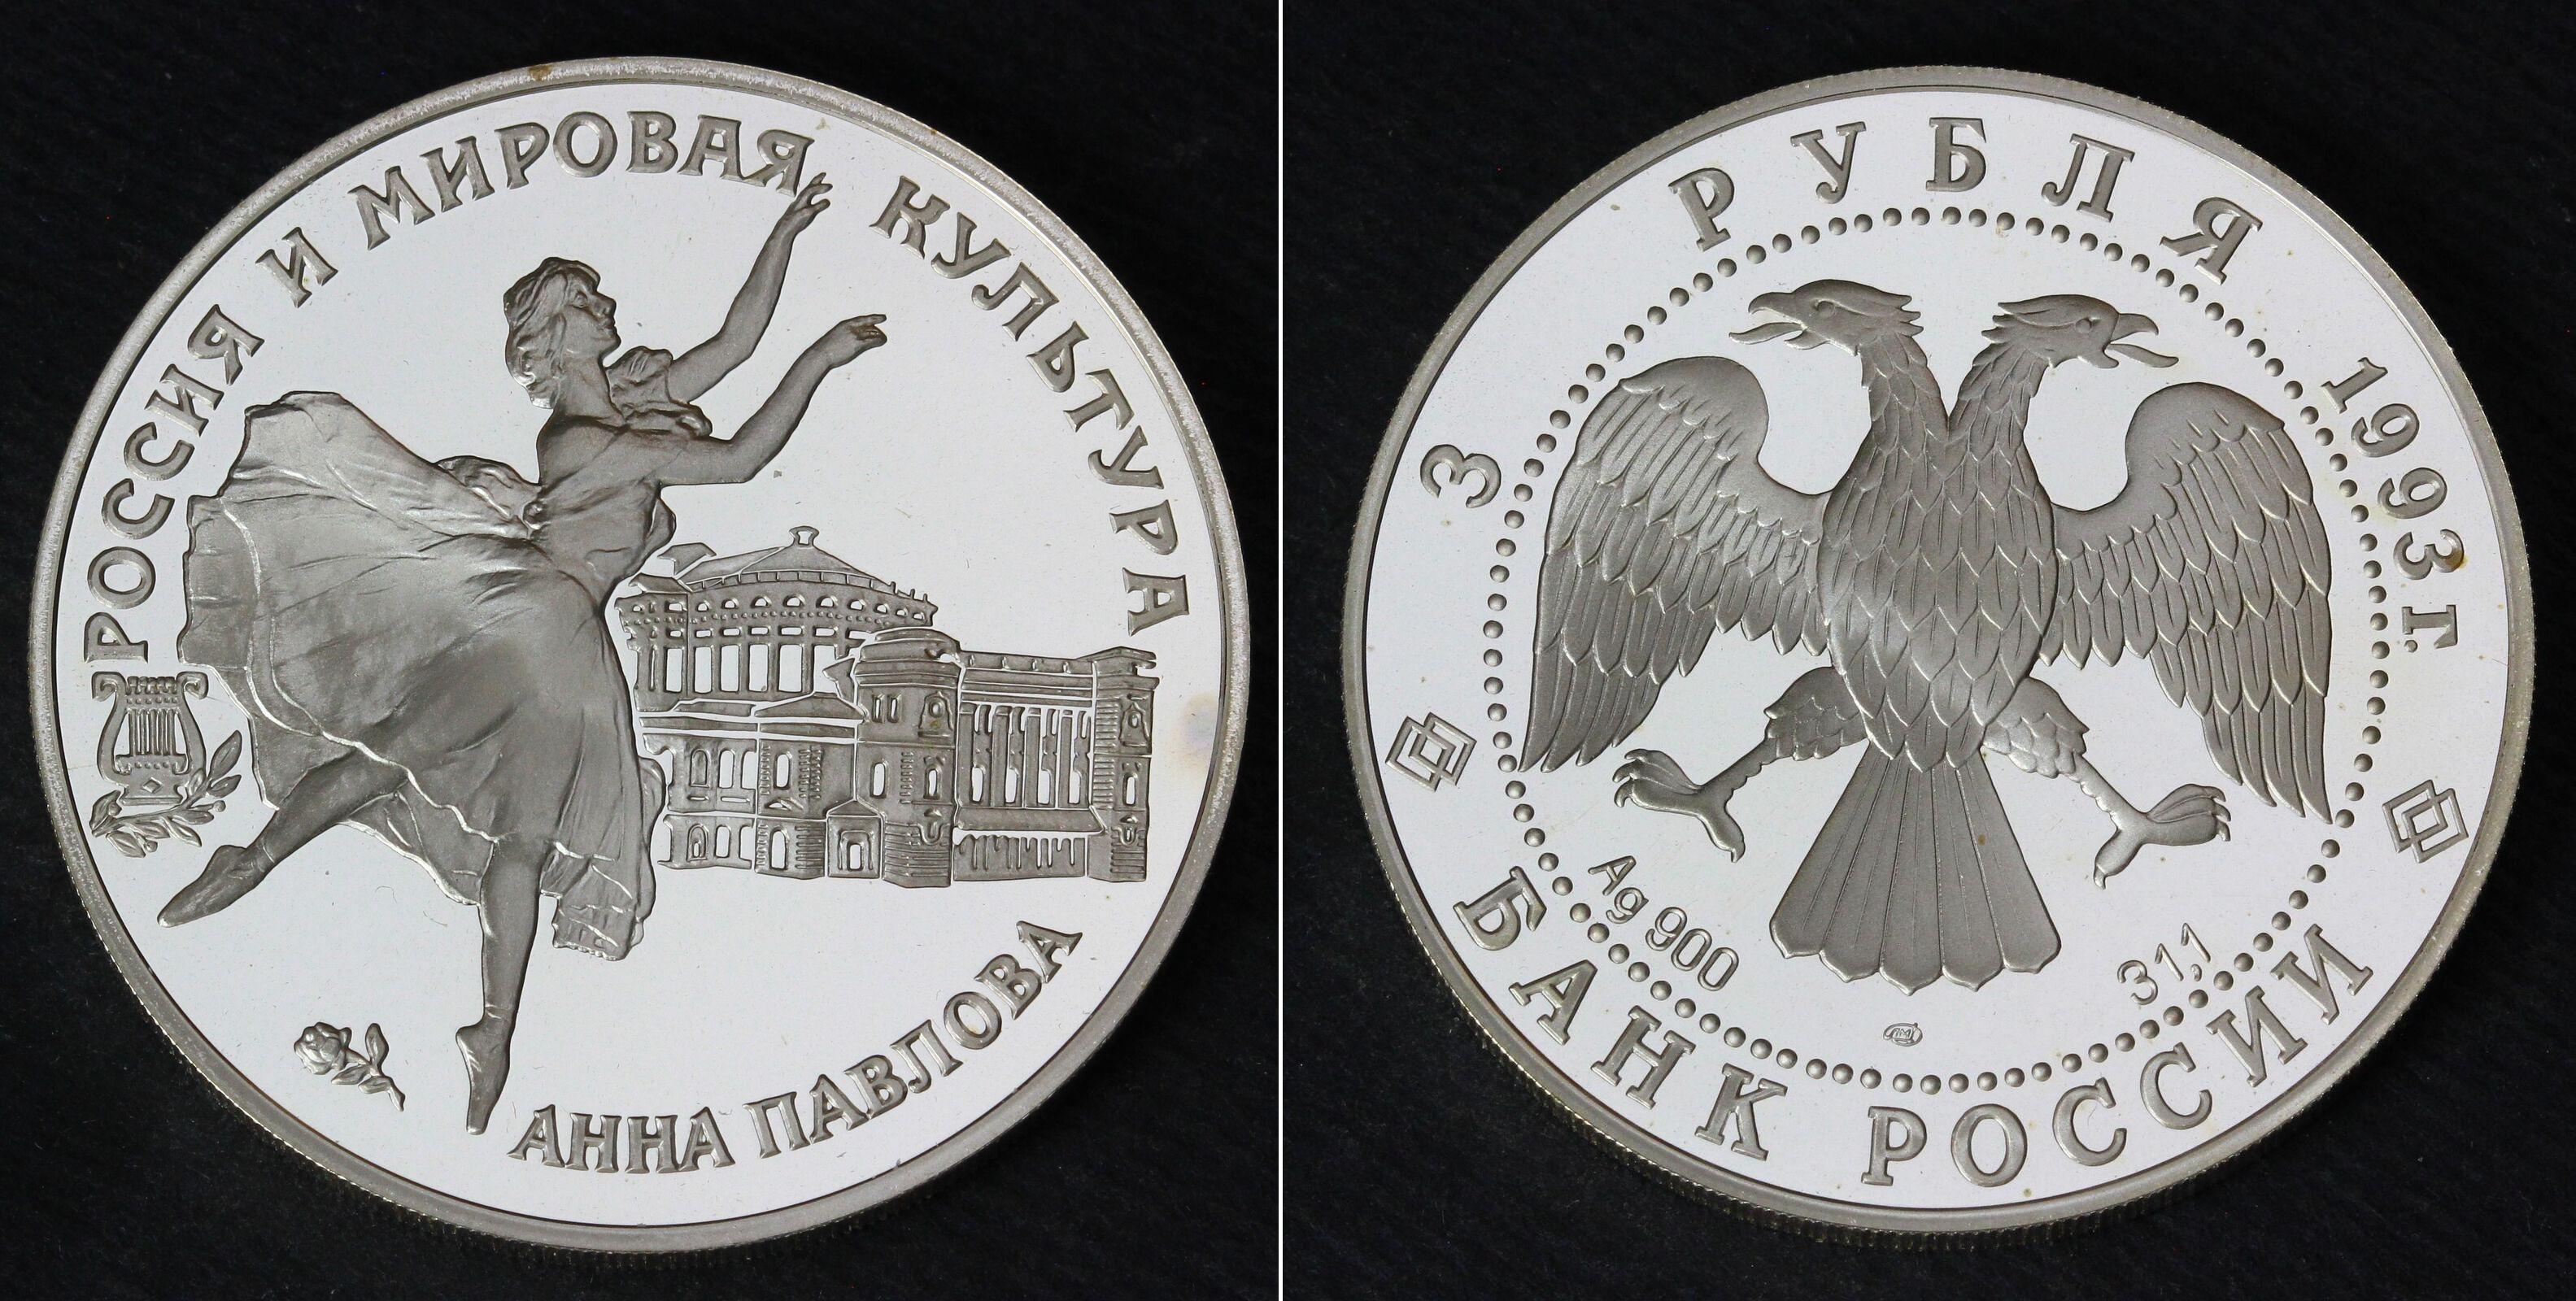 РОССИЯ И МИРОВАЯ КУЛЬТУРА
АННА ПАВЛОВА
3 РУБЛЯ 1993 г.
Ag 900
31,1
БАНК РОССИИ